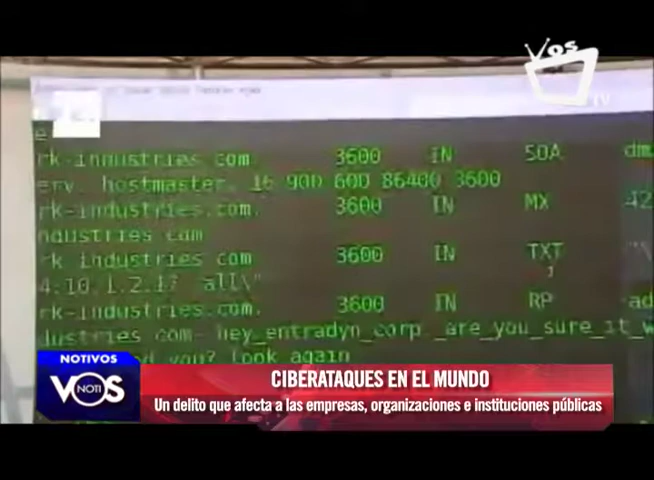 VOS
TV
rk-industries.com. 3600 IN SOA
erv. hostmaster. 16 900 600 86400 3600
rk-industries.com. 3600 IN MX 42
ndustries.com
rk-industries.com. 3600 IN TXT "\
4:10.1.2.17 all\"
rk-industries.com. 3600 IN RP ad
dustries.com. hey_entradyn_corp _are_you_sure_it_w
you? look again
NOTIVOS
VOS
NOTI
CIBERATAQUES EN EL MUNDO
Un delito que afecta a las empresas, organizaciones e instituciones públicas